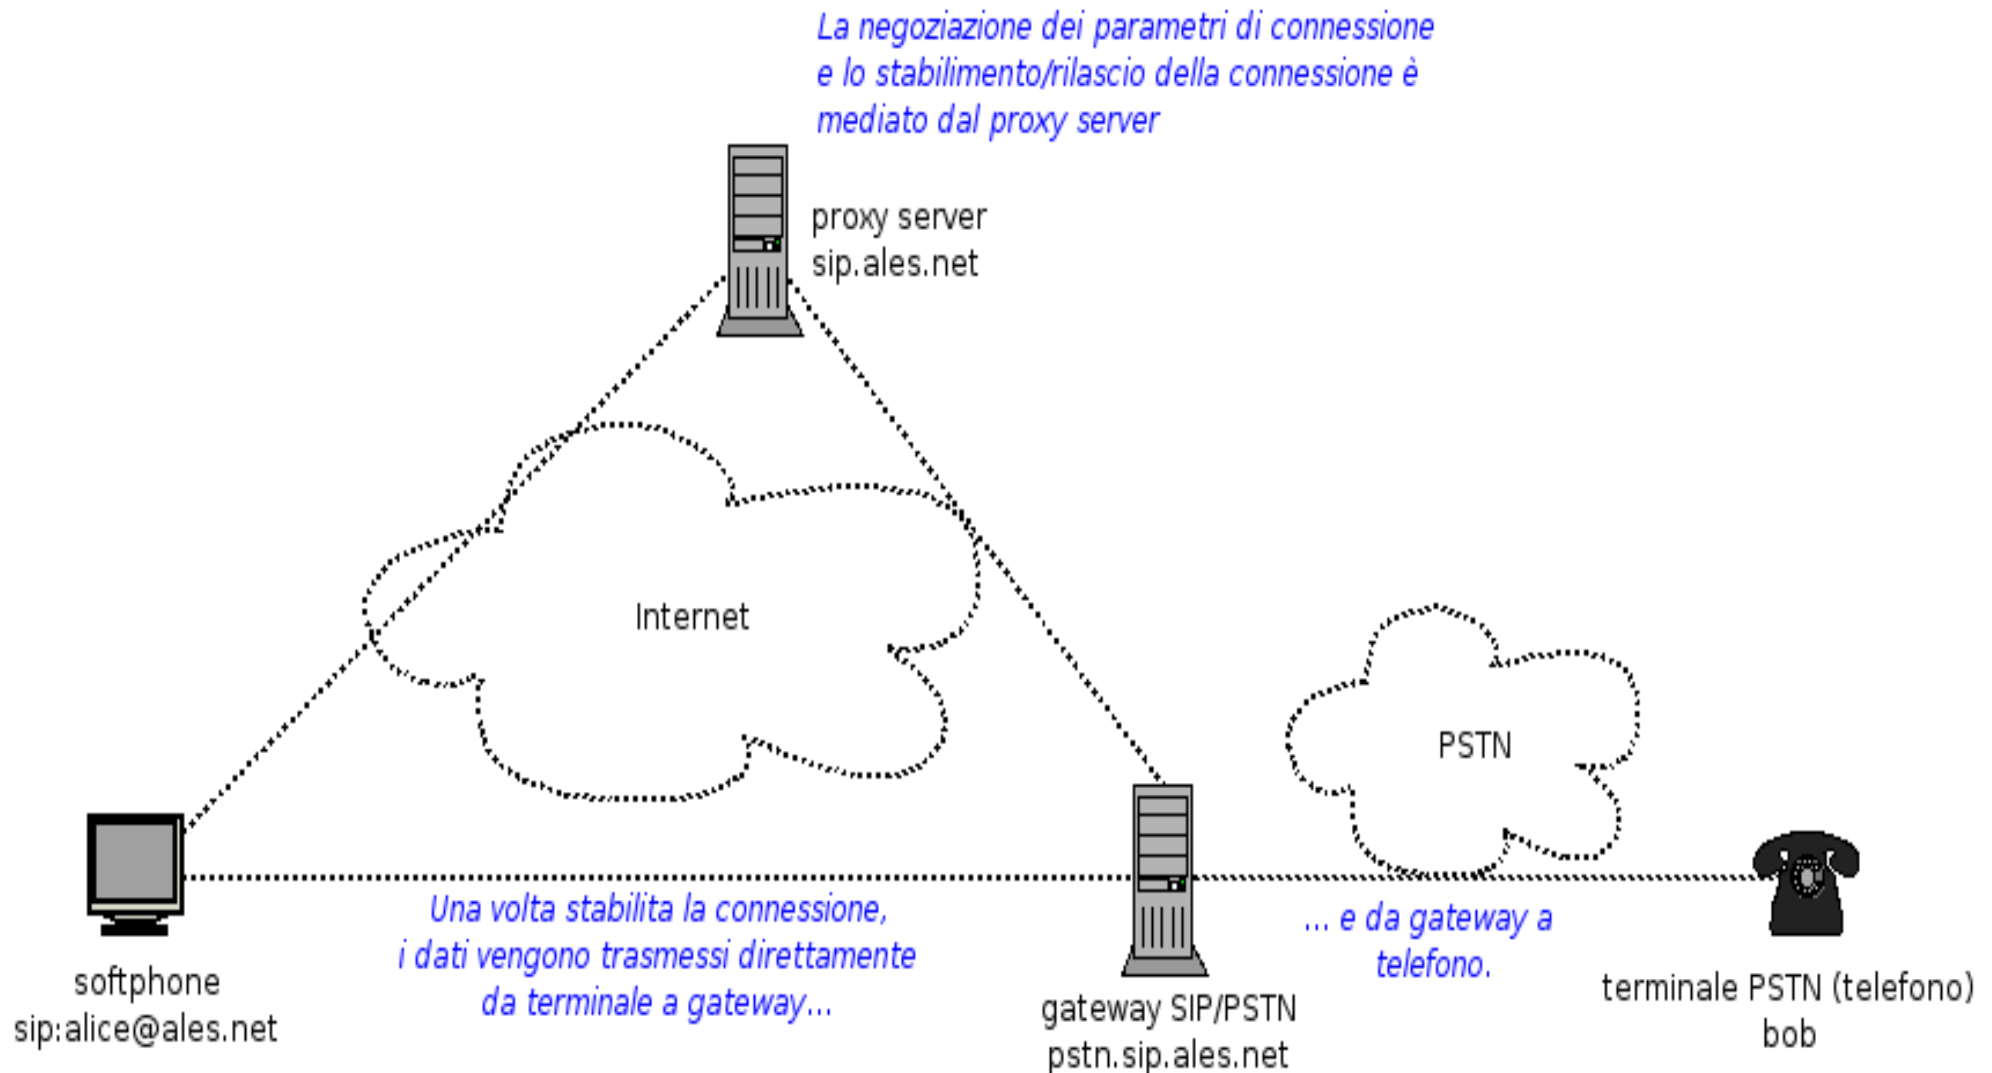 La negoziazione dei parametri di connessione
e lo stabilimento/rilascio della connessione è
mediato dal proxy server
proxy server
sip.ales.net
Internet
PSTN
Una volta stabilita la connessione,
i dati vengono trasmessi direttamente
da terminale a gateway...
... e da gateway a
telefono.
softphone
sip:alice@ales.net
gateway SIP/PSTN
pstn.sip.ales.net
terminale PSTN (telefono)
bob